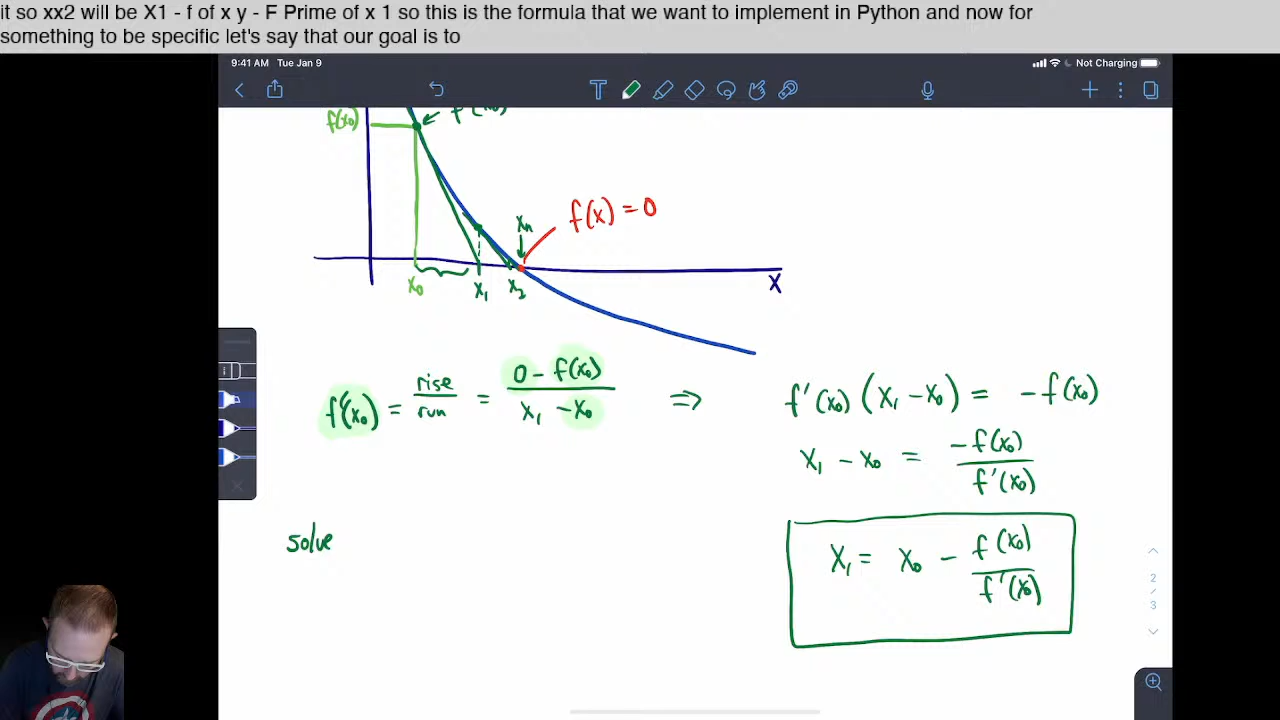 it so xx2 will be X1 - f of x y - F Prime of x 1 so this is the formula that we want to implement in Python and now for
something to be specific let's say that our goal is to
9:41 AM Tue Jan 9
Not Charging
T
f(x₀)
f(x) = 0
xₙ
x₀ x₁ x₂
X
f'(x₀) = rise/run = (0 - f(x₀))/(x₁ - x₀) ⇒ f'(x₀) (x₁ - x₀) = - f(x₀)
x₁ - x₀ = -f(x₀)/f'(x₀)
solve
x₁ = x₀ - f(x₀)/f'(x₀)
2
/
3